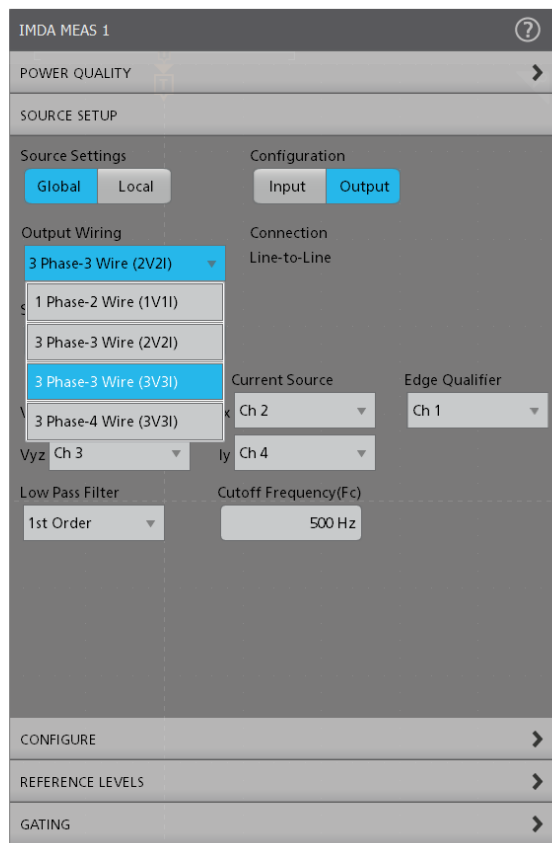 IMDA MEAS 1 ?
POWER QUALITY
SOURCE SETUP
Source Settings Configuration
Global Local Input Output
Output Wiring Connection
3 Phase-3 Wire (2V2I) Line-to-Line
1 Phase-2 Wire (1V1I)
3 Phase-3 Wire (2V2I)
3 Phase-3 Wire (3V3I)
Current Source Edge Qualifier
Ch 2 Ch 1
3 Phase-4 Wire (3V3I)
Vyz Ch 3 Iy Ch 4
Low Pass Filter Cutoff Frequency(Fc)
1st Order 500 Hz
CONFIGURE
REFERENCE LEVELS
GATING